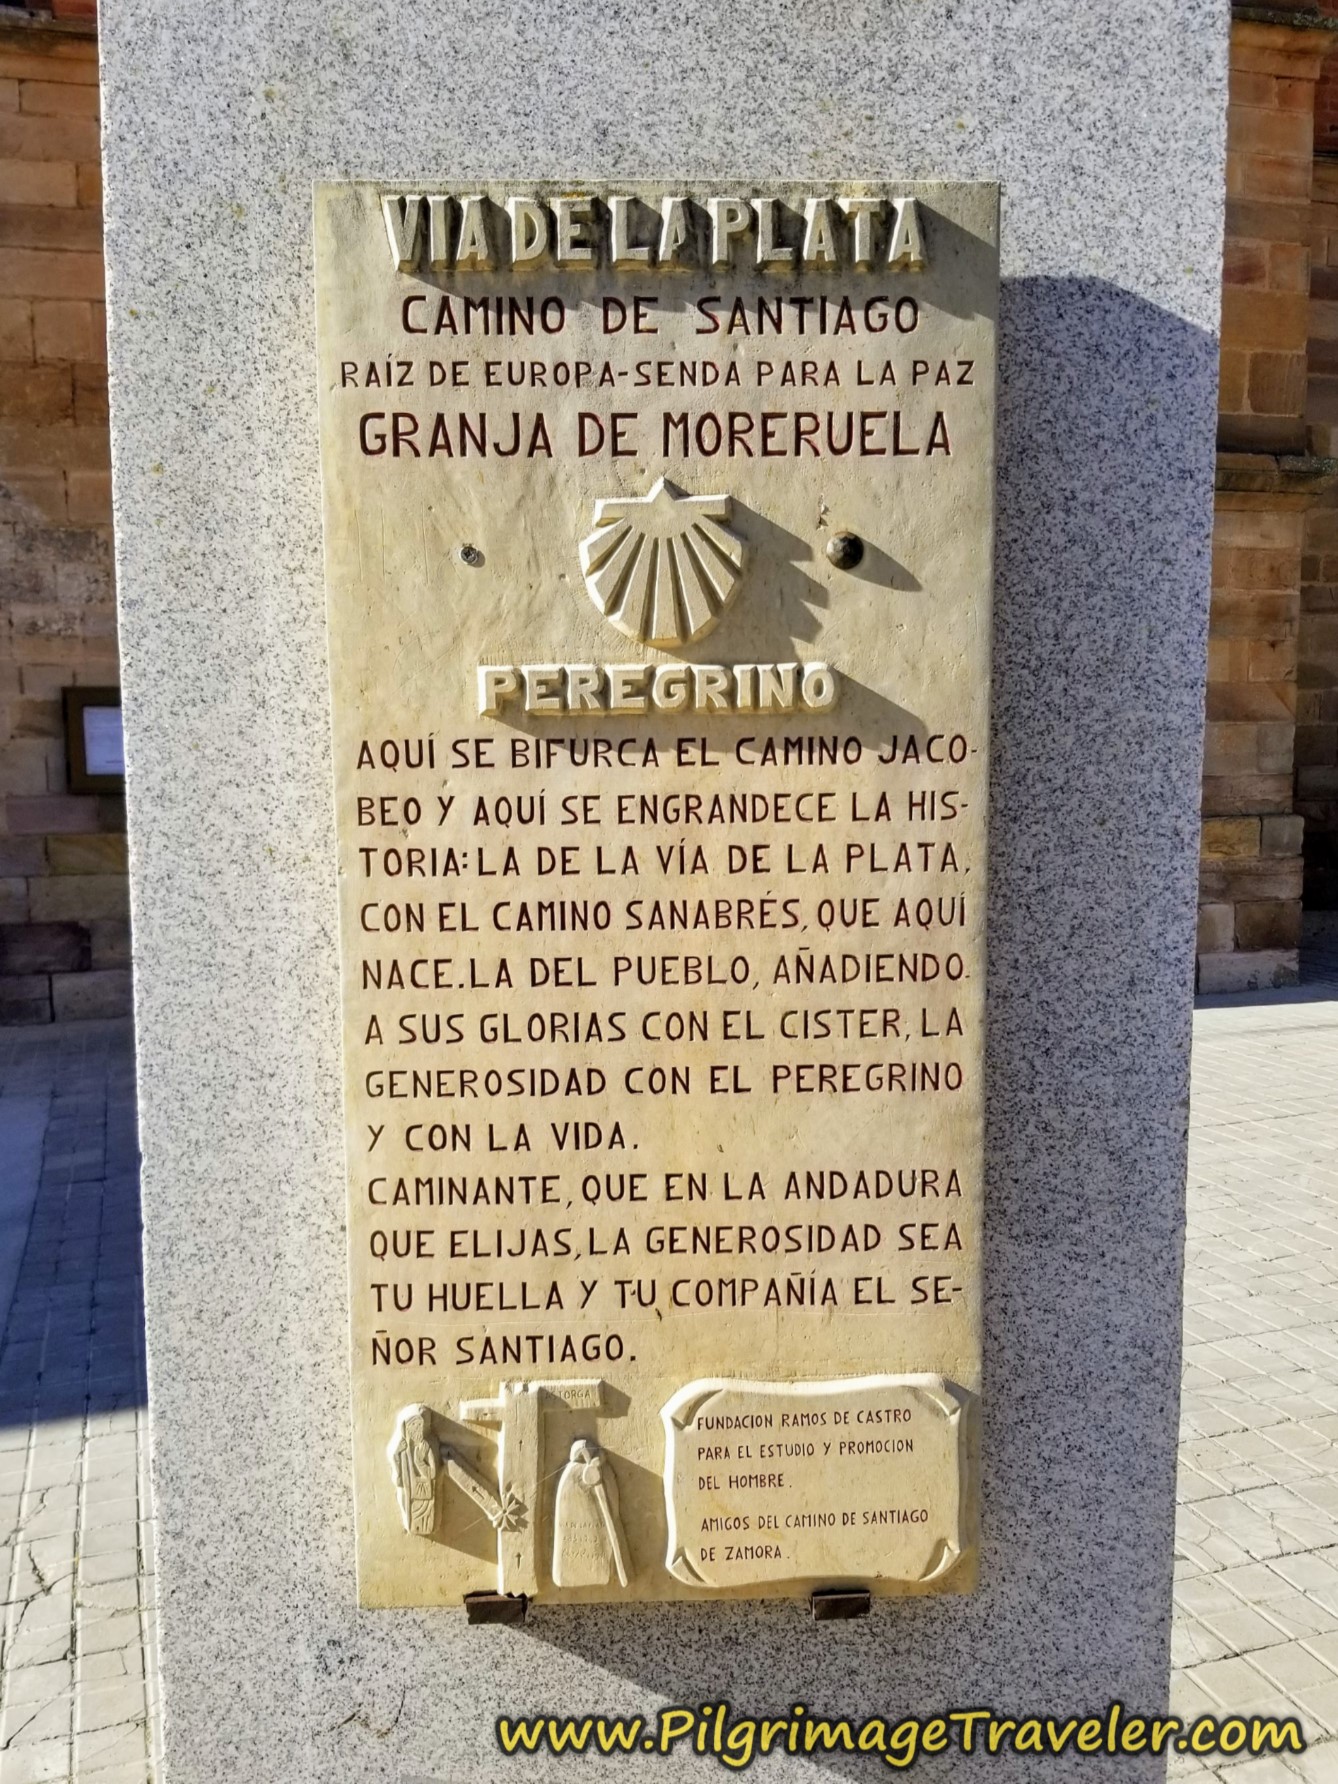 VIA DE LA PLATA
CAMINO DE SANTIAGO
RAÍZ DE EUROPA-SENDA PARA LA PAZ
GRANJA DE MORERUELA
PEREGRINO
AQUÍ SE BIFURCA EL CAMINO JACO-
BEO Y AQUÍ SE ENGRANDECE LA HIS-
TORIA: LA DE LA VÍA DE LA PLATA,
CON EL CAMINO SANABRÉS, QUE AQUÍ
NACE. LA DEL PUEBLO, AÑADIENDO
A SUS GLORIAS CON EL CISTER, LA
GENEROSIDAD CON EL PEREGRINO
Y CON LA VIDA.
CAMINANTE, QUE EN LA ANDADURA
QUE ELIJAS, LA GENEROSIDAD SEA
TU HUELLA Y TU COMPAÑÍA EL SE-
ÑOR SANTIAGO.
FUNDACION RAMOS DE CASTRO
PARA EL ESTUDIO Y PROMOCION
DEL HOMBRE.
AMIGOS DEL CAMINO DE SANTIAGO
DE ZAMORA.
www.PilgrimageTraveler.com